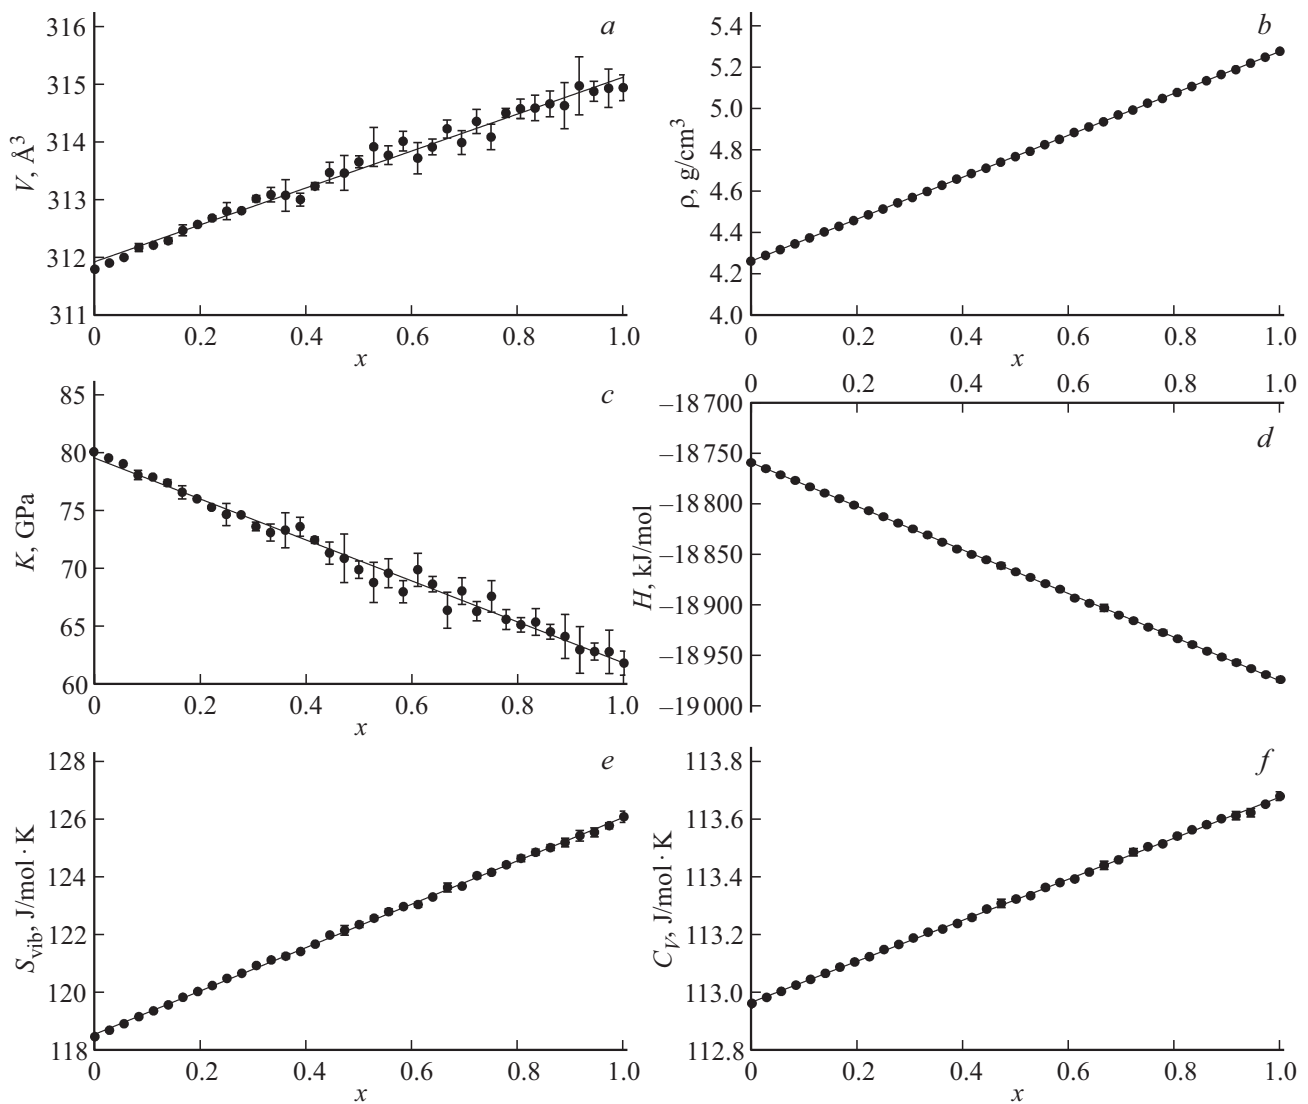 a
316
315
314
313
312
311
V, Å³
0 0.2 0.4 0.6 0.8 1.0
x
b
5.4
5.2
5.0
4.8
4.6
4.4
4.2
4.0
ρ, g/cm³
0 0.2 0.4 0.6 0.8 1.0
x
c
85
80
75
70
65
60
K, GPa
0 0.2 0.4 0.6 0.8 1.0
x
0 0.2 0.4 0.6 0.8 1.0
d
–18 700
–18 750
–18 800
–18 850
–18 900
–18 950
–19 000
H, kJ/mol
e
128
126
124
122
120
118
S_vib, J/mol · K
0 0.2 0.4 0.6 0.8 1.0
x
f
113.8
113.6
113.4
113.2
113.0
112.8
C_V, J/mol · K
0 0.2 0.4 0.6 0.8 1.0
x